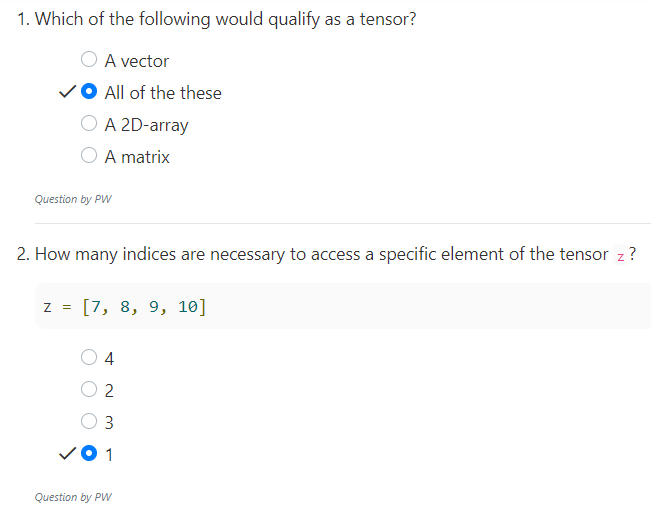 1. Which of the following would qualify as a tensor?
A vector
All of the these
A 2D-array
A matrix
Question by PW
2. How many indices are necessary to access a specific element of the tensor z?
z = [7, 8, 9, 10]
4
2
3
1
Question by PW